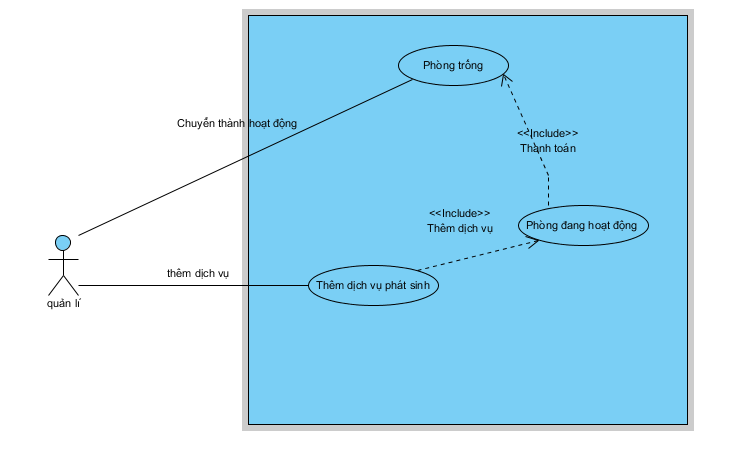 Phòng trống
Chuyển thành hoạt động
<<Include>>
Thanh toán
<<Include>>
Thêm dịch vụ
Phòng đang hoạt động
thêm dịch vụ
Thêm dịch vụ phát sinh
quản lí